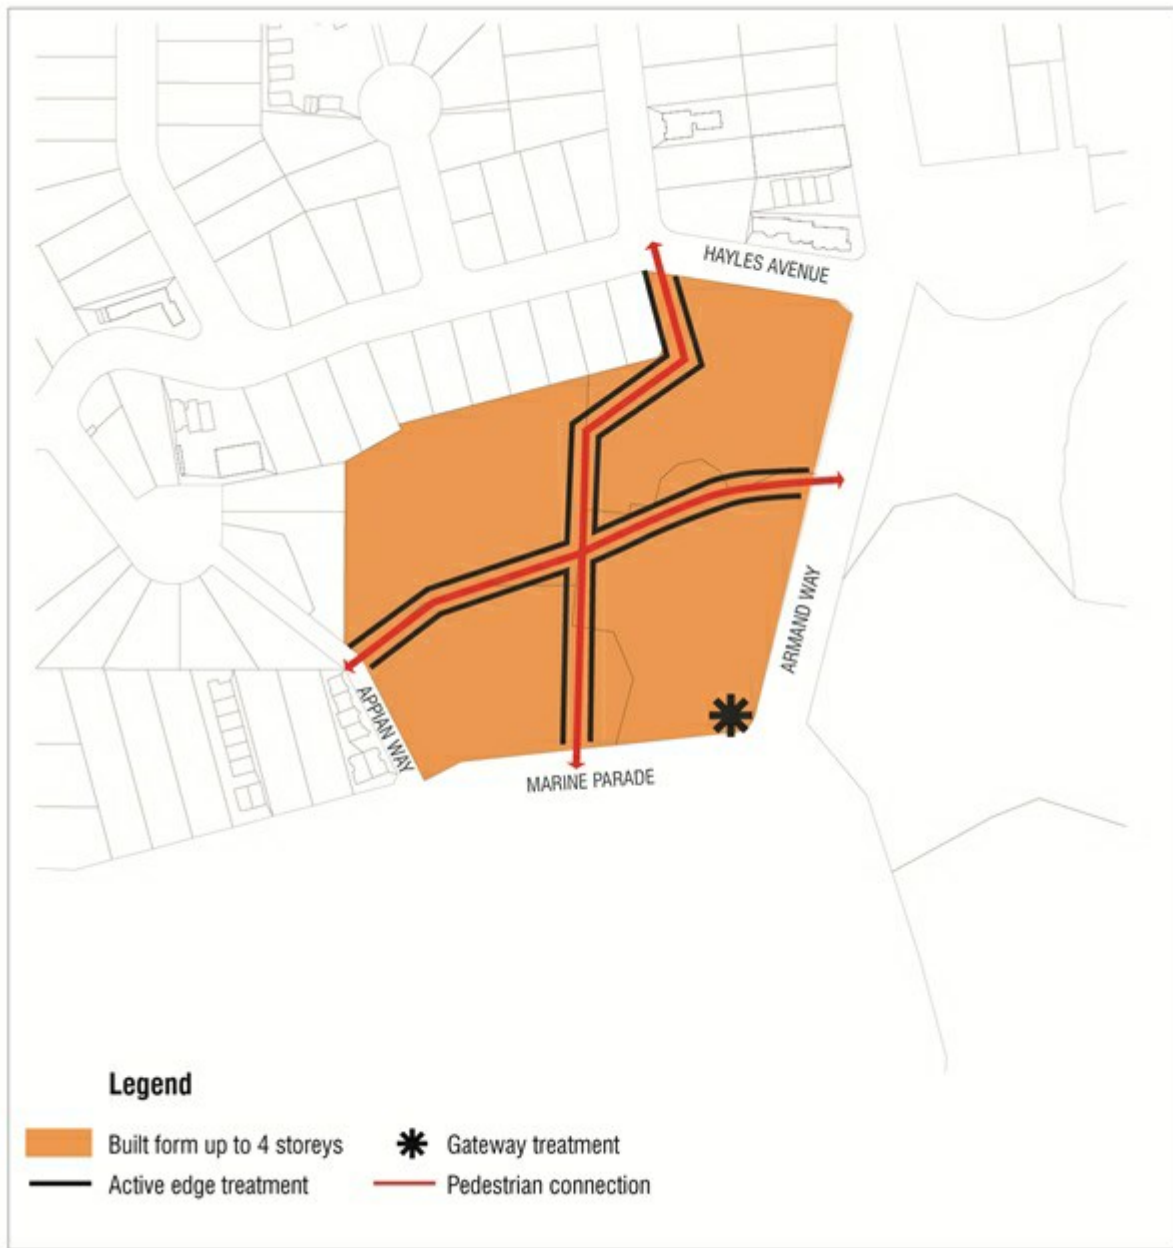 HAYLES AVENUE
ARMAND WAY
APPIAN WAY
MARINE PARADE
Legend
Built form up to 4 storeys
Gateway treatment
Active edge treatment
Pedestrian connection